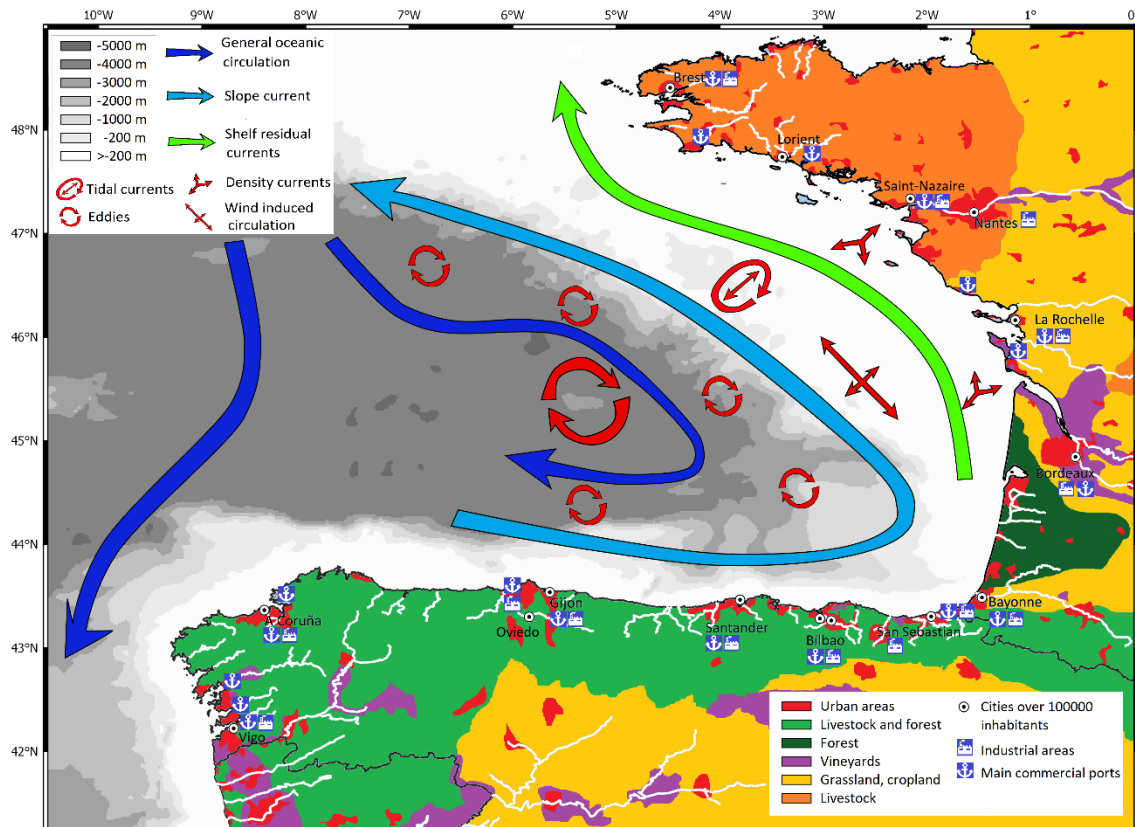 10°W 9°W 8°W 7°W 6°W 5°W 4°W 3°W 2°W 1°W 0
-5000 m
-4000 m
-3000 m
-2000 m
-1000 m
-200 m
>-200 m
General oceanic
circulation
Slope current
Shelf residual
currents
Tidal currents
Density currents
Eddies
Wind induced
circulation
48°N
47°N
46°N
45°N
44°N
43°N
42°N
Brest
Lorient
Saint-Nazaire
Nantes
La Rochelle
Bordeaux
Bayonne
San Sebastian
Bilbao
Santander
Gijón
Oviedo
A Coruña
Vigo
Urban areas
Livestock and forest
Forest
Vineyards
Grassland, cropland
Livestock
Cities over 100000
inhabitants
Industrial areas
Main commercial ports